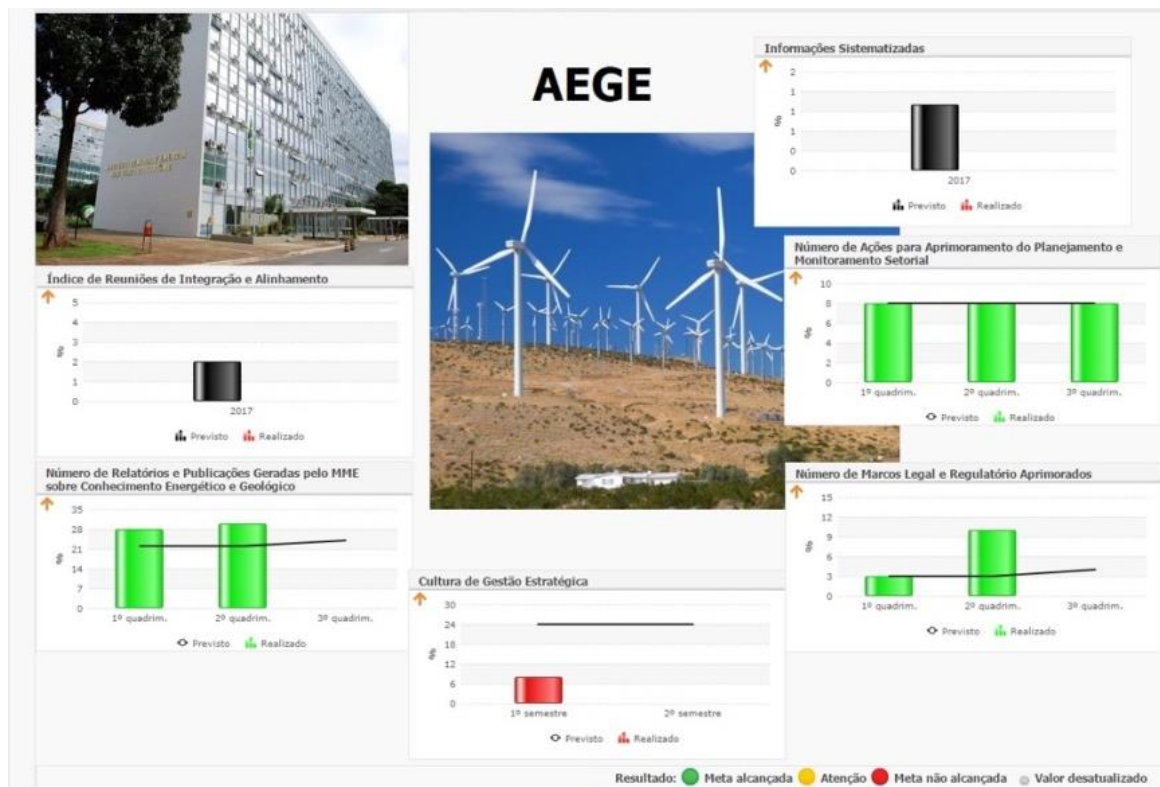 AEGE
Informações Sistematizadas
%
2
1
1
1
0
0
2017
Previsto Realizado
Índice de Reuniões de Integração e Alinhamento
%
5
4
3
2
1
0
2017
Previsto Realizado
Número de Ações para Aprimoramento do Planejamento e
Monitoramento Setorial
%
10
8
6
4
2
0
1º quadrim. 2º quadrim. 3º quadrim.
Previsto Realizado
Número de Relatórios e Publicações Geradas pelo MME
sobre Conhecimento Energético e Geológico
%
35
28
21
14
7
0
1º quadrim. 2º quadrim. 3º quadrim.
Previsto Realizado
Número de Marcos Legal e Regulatório Aprimorados
%
15
12
9
6
3
0
1º quadrim. 2º quadrim. 3º quadrim.
Previsto Realizado
Cultura de Gestão Estratégica
%
30
24
18
12
6
0
1º semestre 2º semestre
Previsto Realizado
Resultado: Meta alcançada Atenção Meta não alcançada Valor desatualizado